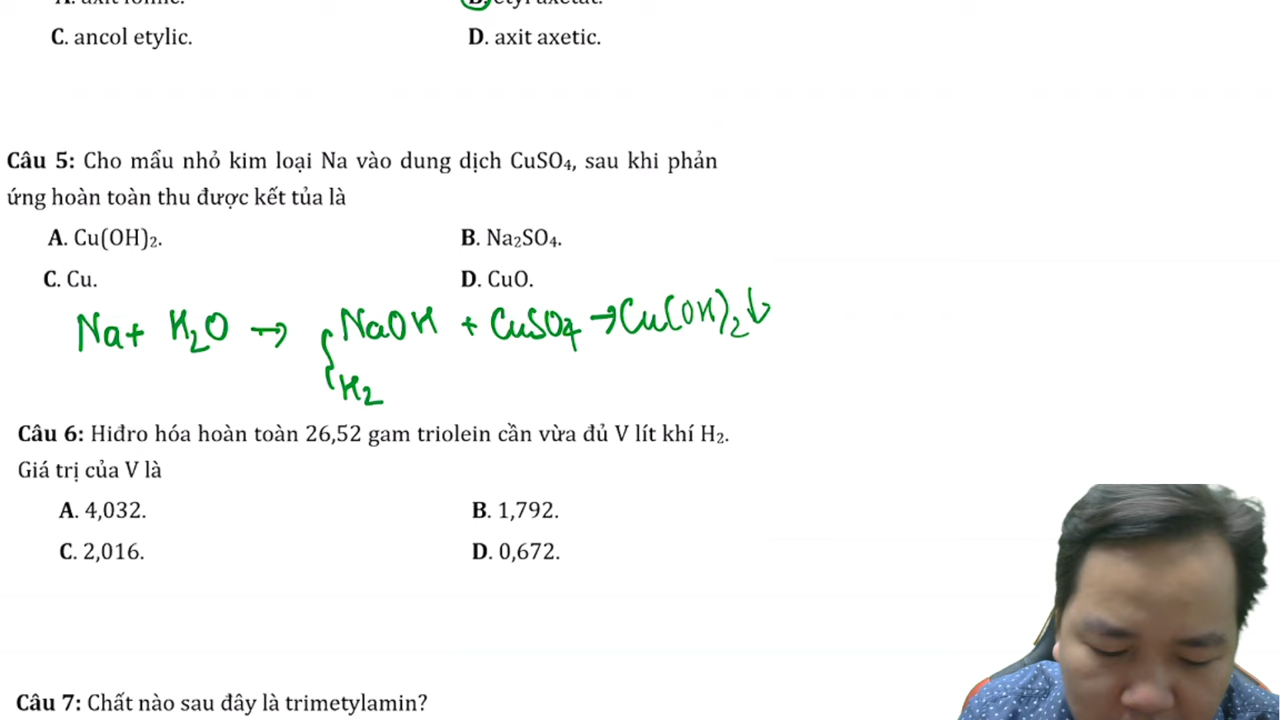 C. ancol etylic. D. axit axetic.
Câu 5: Cho mẩu nhỏ kim loại Na vào dung dịch CuSO₄, sau khi phản
ứng hoàn toàn thu được kết tủa là
A. Cu(OH)₂. B. Na₂SO₄.
C. Cu. D. CuO.
Na + H₂O → { NaOH + CuSO₄ → Cu(OH)₂↓
H₂
Câu 6: Hiđro hóa hoàn toàn 26,52 gam triolein cần vừa đủ V lít khí H₂.
Giá trị của V là
A. 4,032. B. 1,792.
C. 2,016. D. 0,672.
Câu 7: Chất nào sau đây là trimetylamin?